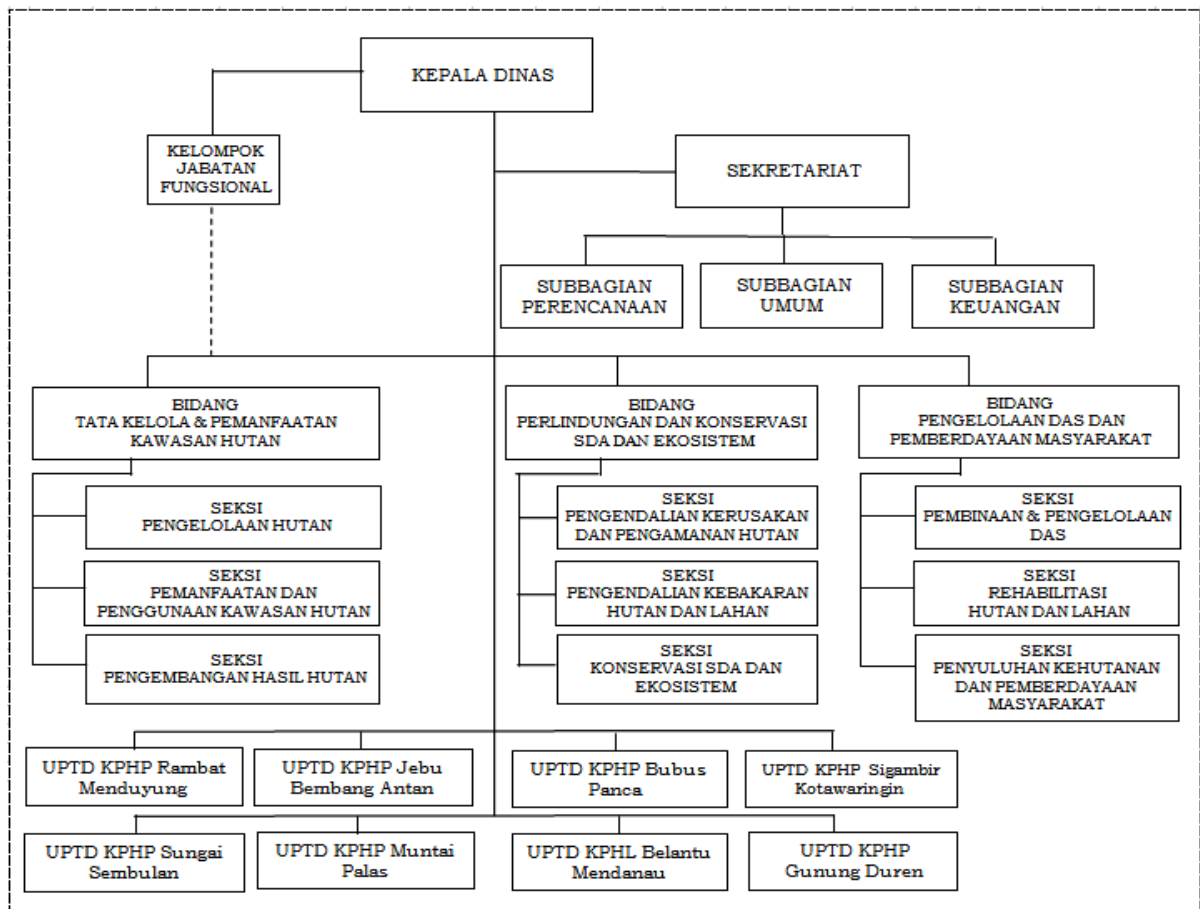 KEPALA DINAS
KELOMPOK
JABATAN
FUNGSIONAL
SEKRETARIAT
SUBBAGIAN
PERENCANAAN
SUBBAGIAN
UMUM
SUBBAGIAN
KEUANGAN
BIDANG
TATA KELOLA & PEMANFAATAN
KAWASAN HUTAN
BIDANG
PERLINDUNGAN DAN KONSERVASI
SDA DAN EKOSISTEM
BIDANG
PENGELOLAAN DAS DAN
PEMBERDAYAAN MASYARAKAT
SEKSI
PENGELOLAAN HUTAN
SEKSI
PENGENDALIAN KERUSAKAN
DAN PENGAMANAN HUTAN
SEKSI
PEMBINAAN & PENGELOLAAN
DAS
SEKSI
PEMANFAATAN DAN
PENGGUNAAN KAWASAN HUTAN
SEKSI
PENGENDALIAN KEBAKARAN
HUTAN DAN LAHAN
SEKSI
REHABILITASI
HUTAN DAN LAHAN
SEKSI
PENGEMBANGAN HASIL HUTAN
SEKSI
KONSERVASI SDA DAN
EKOSISTEM
SEKSI
PENYULUHAN KEHUTANAN
DAN PEMBERDAYAAN
MASYARAKAT
UPTD KPHP Rambat
Menduyung
UPTD KPHP Jebu
Bembang Antan
UPTD KPHP Bubus
Panca
UPTD KPHP Sigambir
Kotawaringin
UPTD KPHP Sungai
Sembulan
UPTD KPHP Muntai
Palas
UPTD KPHL Belantu
Mendanau
UPTD KPHP
Gunung Duren